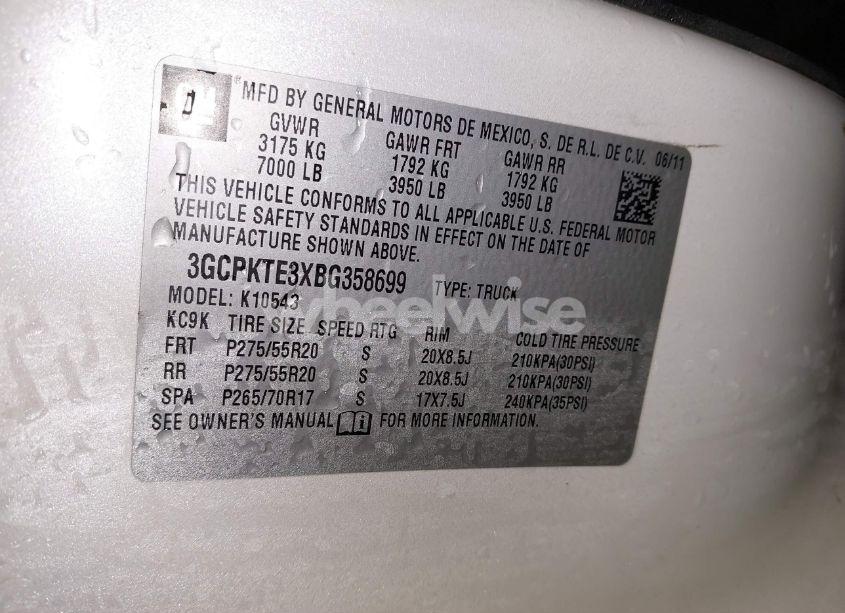 MFD BY GENERAL MOTORS DE MEXICO, S. DE R.L. DE C.V. 06/11
GVWR GAWR FRT GAWR RR
3175 KG 1792 KG 1792 KG
7000 LB 3950 LB 3950 LB
THIS VEHICLE CONFORMS TO ALL APPLICABLE U.S. FEDERAL MOTOR
VEHICLE SAFETY STANDARDS IN EFFECT ON THE DATE OF
MANUFACTURE SHOWN ABOVE.
3GCPKTE3XBG358699 TYPE: TRUCK
MODEL: K10543
wheelwise
KC9K TIRE SIZE SPEED RTG RIM COLD TIRE PRESSURE
FRT P275/55R20 S 20X8.5J 210KPA(30PSI)
RR P275/55R20 S 20X8.5J 210KPA(30PSI)
SPA P265/70R17 S 17X7.5J 240KPA(35PSI)
SEE OWNER'S MANUAL FOR MORE INFORMATION.